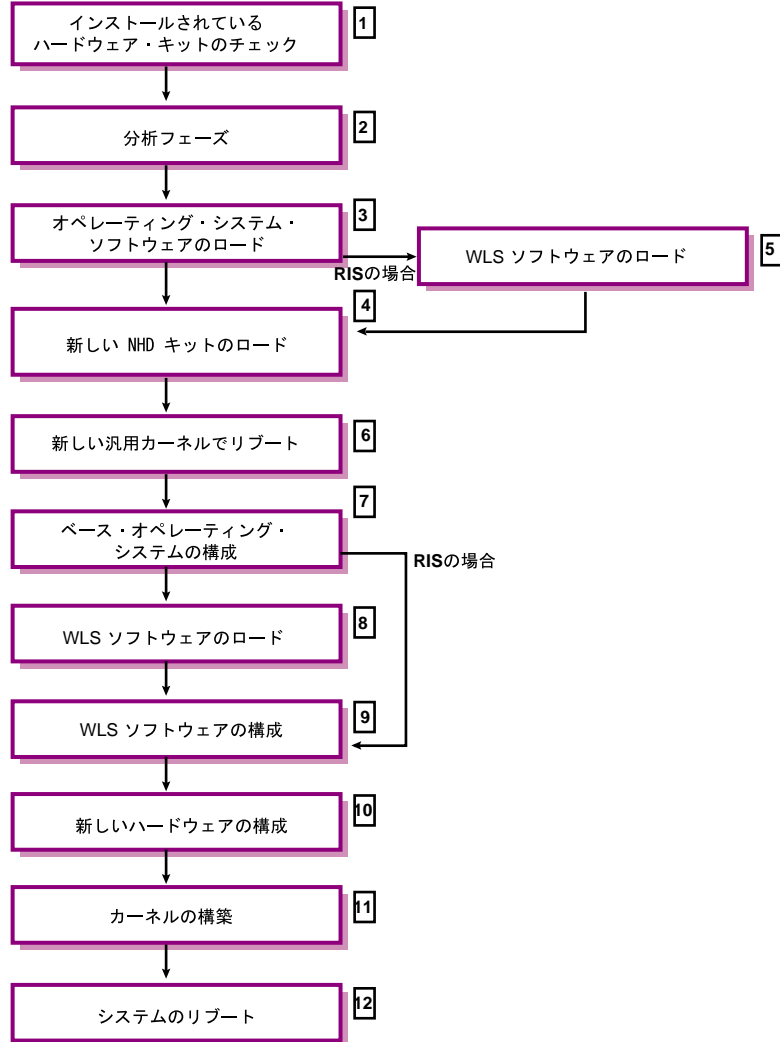 インストールされている
ハードウェア・キットのチェック
1
分析フェーズ
2
オペレーティング・システム・
ソフトウェアのロード
3
RISの場合
WLS ソフトウェアのロード
5
新しい NHD キットのロード
4
新しい汎用カーネルでリブート
6
ベース・オペレーティング・
システムの構成
7
RISの場合
WLS ソフトウェアのロード
8
WLS ソフトウェアの構成
9
新しいハードウェアの構成
10
カーネルの構築
11
システムのリブート
12